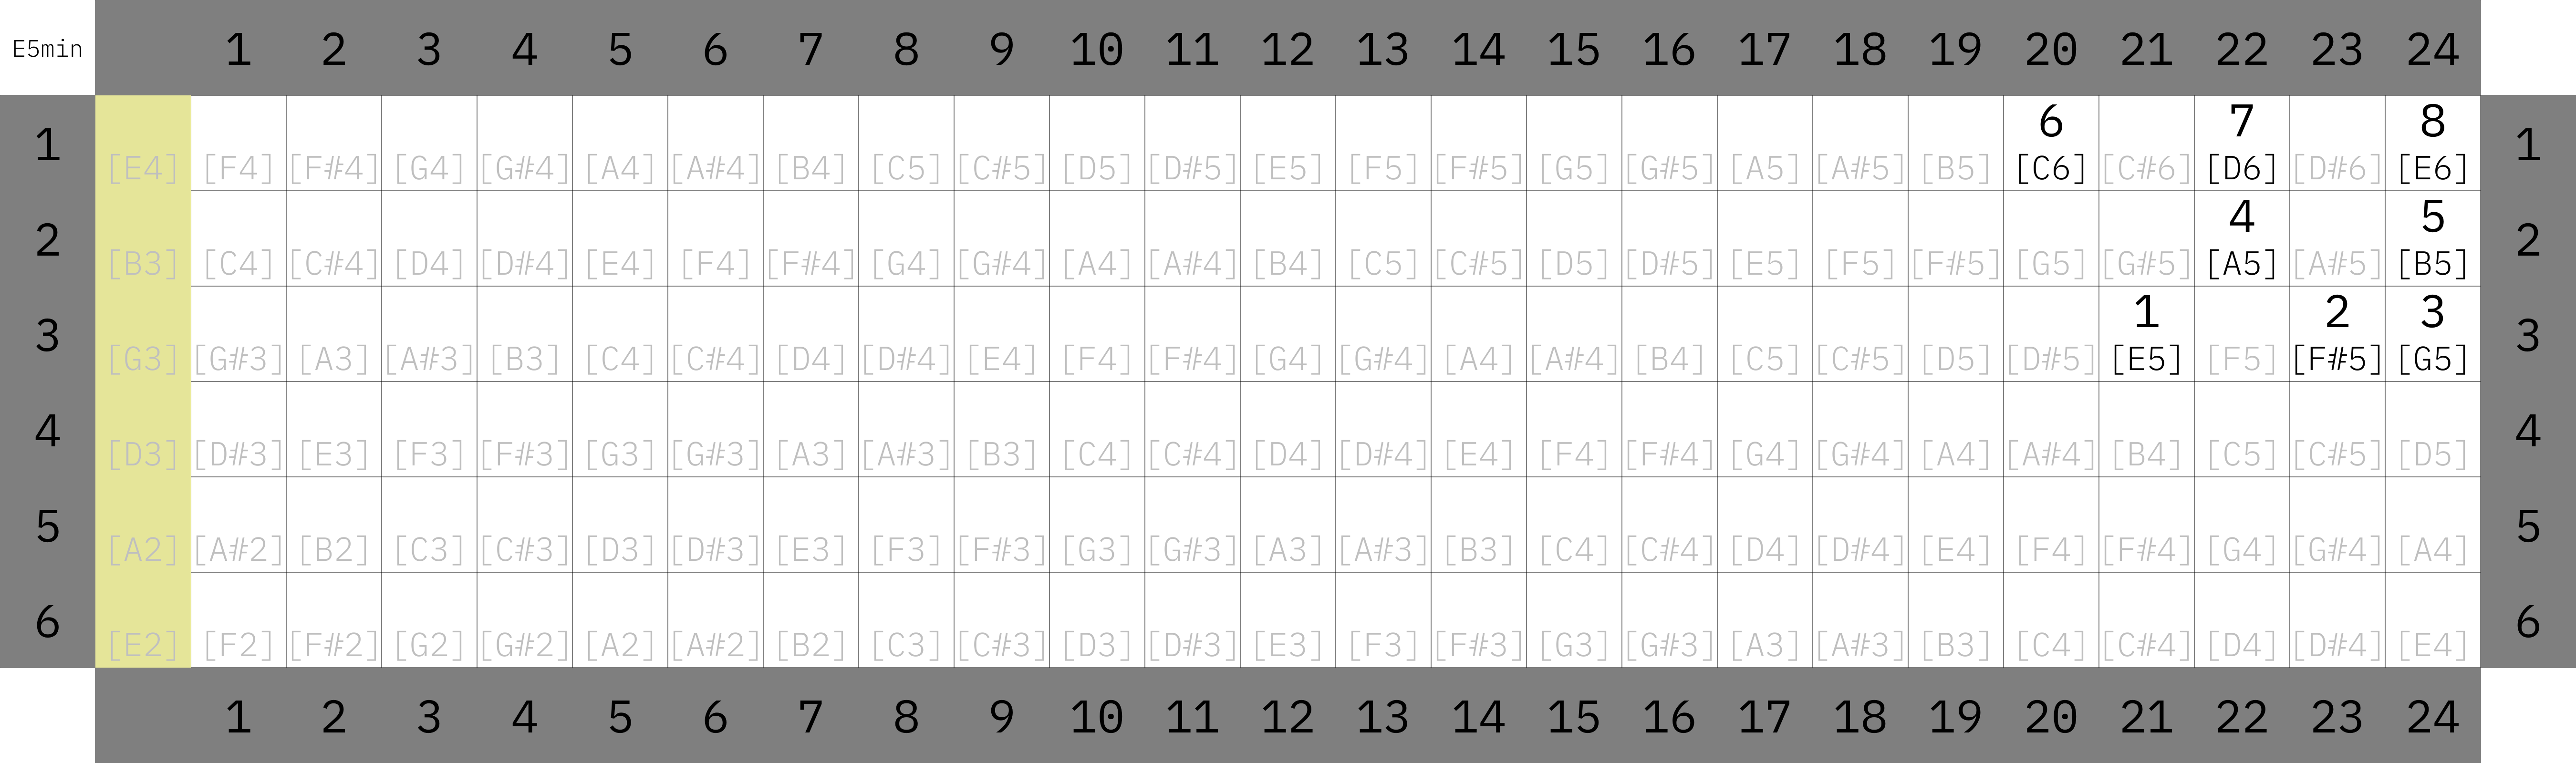 E5min 1 2 3 4 5 6 7 8 9 10 11 12 13 14 15 16 17 18 19 20 21 22 23 24
6 7 8
1 [E4] [F4] [F#4] [G4] [G#4] [A4] [A#4] [B4] [C5] [C#5] [D5] [D#5] [E5] [F5] [F#5] [G5] [G#5] [A5] [A#5] [B5] [C6] [C#6] [D6] [D#6] [E6] 1
4 5
2 [B3] [C4] [C#4] [D4] [D#4] [E4] [F4] [F#4] [G4] [G#4] [A4] [A#4] [B4] [C5] [C#5] [D5] [D#5] [E5] [F5] [F#5] [G5] [G#5] [A5] [A#5] [B5] 2
1 2 3
3 [G3] [G#3] [A3] [A#3] [B3] [C4] [C#4] [D4] [D#4] [E4] [F4] [F#4] [G4] [G#4] [A4] [A#4] [B4] [C5] [C#5] [D5] [D#5] [E5] [F5] [F#5] [G5] 3
4 [D3] [D#3] [E3] [F3] [F#3] [G3] [G#3] [A3] [A#3] [B3] [C4] [C#4] [D4] [D#4] [E4] [F4] [F#4] [G4] [G#4] [A4] [A#4] [B4] [C5] [C#5] [D5] 4
5 [A2] [A#2] [B2] [C3] [C#3] [D3] [D#3] [E3] [F3] [F#3] [G3] [G#3] [A3] [A#3] [B3] [C4] [C#4] [D4] [D#4] [E4] [F4] [F#4] [G4] [G#4] [A4] 5
6 [E2] [F2] [F#2] [G2] [G#2] [A2] [A#2] [B2] [C3] [C#3] [D3] [D#3] [E3] [F3] [F#3] [G3] [G#3] [A3] [A#3] [B3] [C4] [C#4] [D4] [D#4] [E4] 6
1 2 3 4 5 6 7 8 9 10 11 12 13 14 15 16 17 18 19 20 21 22 23 24